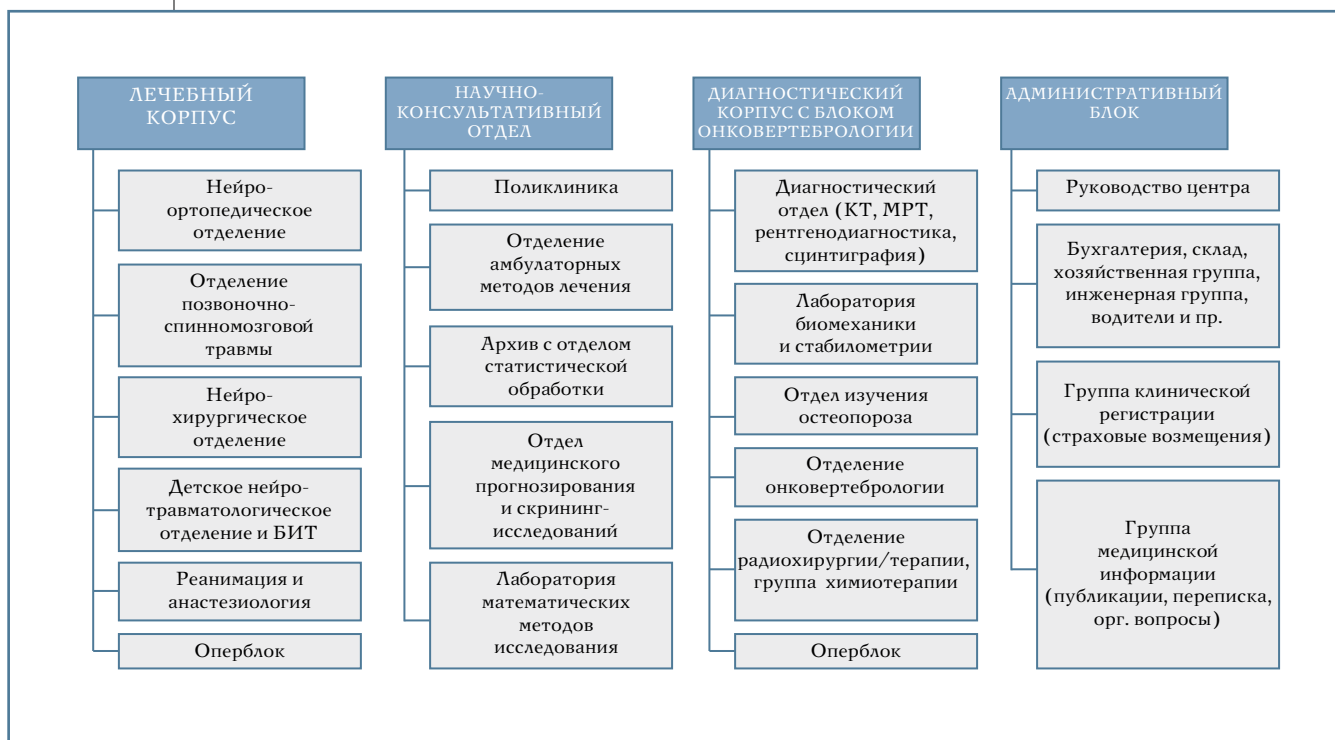 ЛЕЧЕБНЫЙ
КОРПУС
Нейро-
ортопедическое
отделение
Отделение
позвоночно-
спинномозговой
травмы
Нейро-
хирургическое
отделение
Детское нейро-
травматологическое
отделение и БИТ
Реанимация и
анастезиология
Оперблок
НАУЧНО-
КОНСУЛЬТАТИВНЫЙ
ОТДЕЛ
Поликлиника
Отделение
амбулаторных
методов лечения
Архив с отделом
статистической
обработки
Отдел
медицинского
прогнозирования
и скрининг-
исследований
Лаборатория
математических
методов
исследования
ДИАГНОСТИЧЕСКИЙ
КОРПУС С БЛОКОМ
ОНКОВЕРТЕБРОЛОГИИ
Диагностический
отдел (КТ, МРТ,
рентгенодиагностика,
сцинтиграфия)
Лаборатория
биомеханики
и стабилометрии
Отдел изучения
остеопороза
Отделение
онковертебрологии
Отделение
радиохирургии/терапии,
группа химиотерапии
Оперблок
АДМИНИСТРАТИВНЫЙ
БЛОК
Руководство центра
Бухгалтерия, склад,
хозяйственная группа,
инженерная группа,
водители и пр.
Группа клинической
регистрации
(страховые возмещения)
Группа
медицинской
информации
(публикации, переписка,
орг. вопросы)